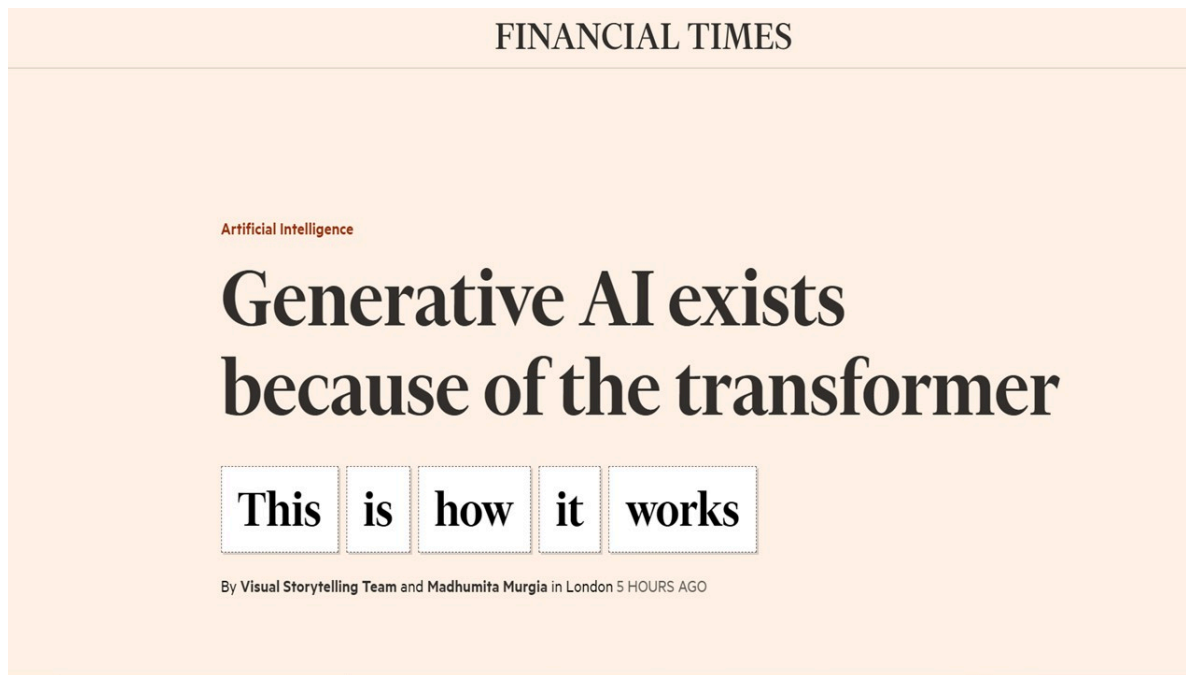 FINANCIAL TIMES
Artificial Intelligence
Generative AI exists
because of the transformer
This is how it works
By Visual Storytelling Team and Madhumita Murgia in London 5 HOURS AGO